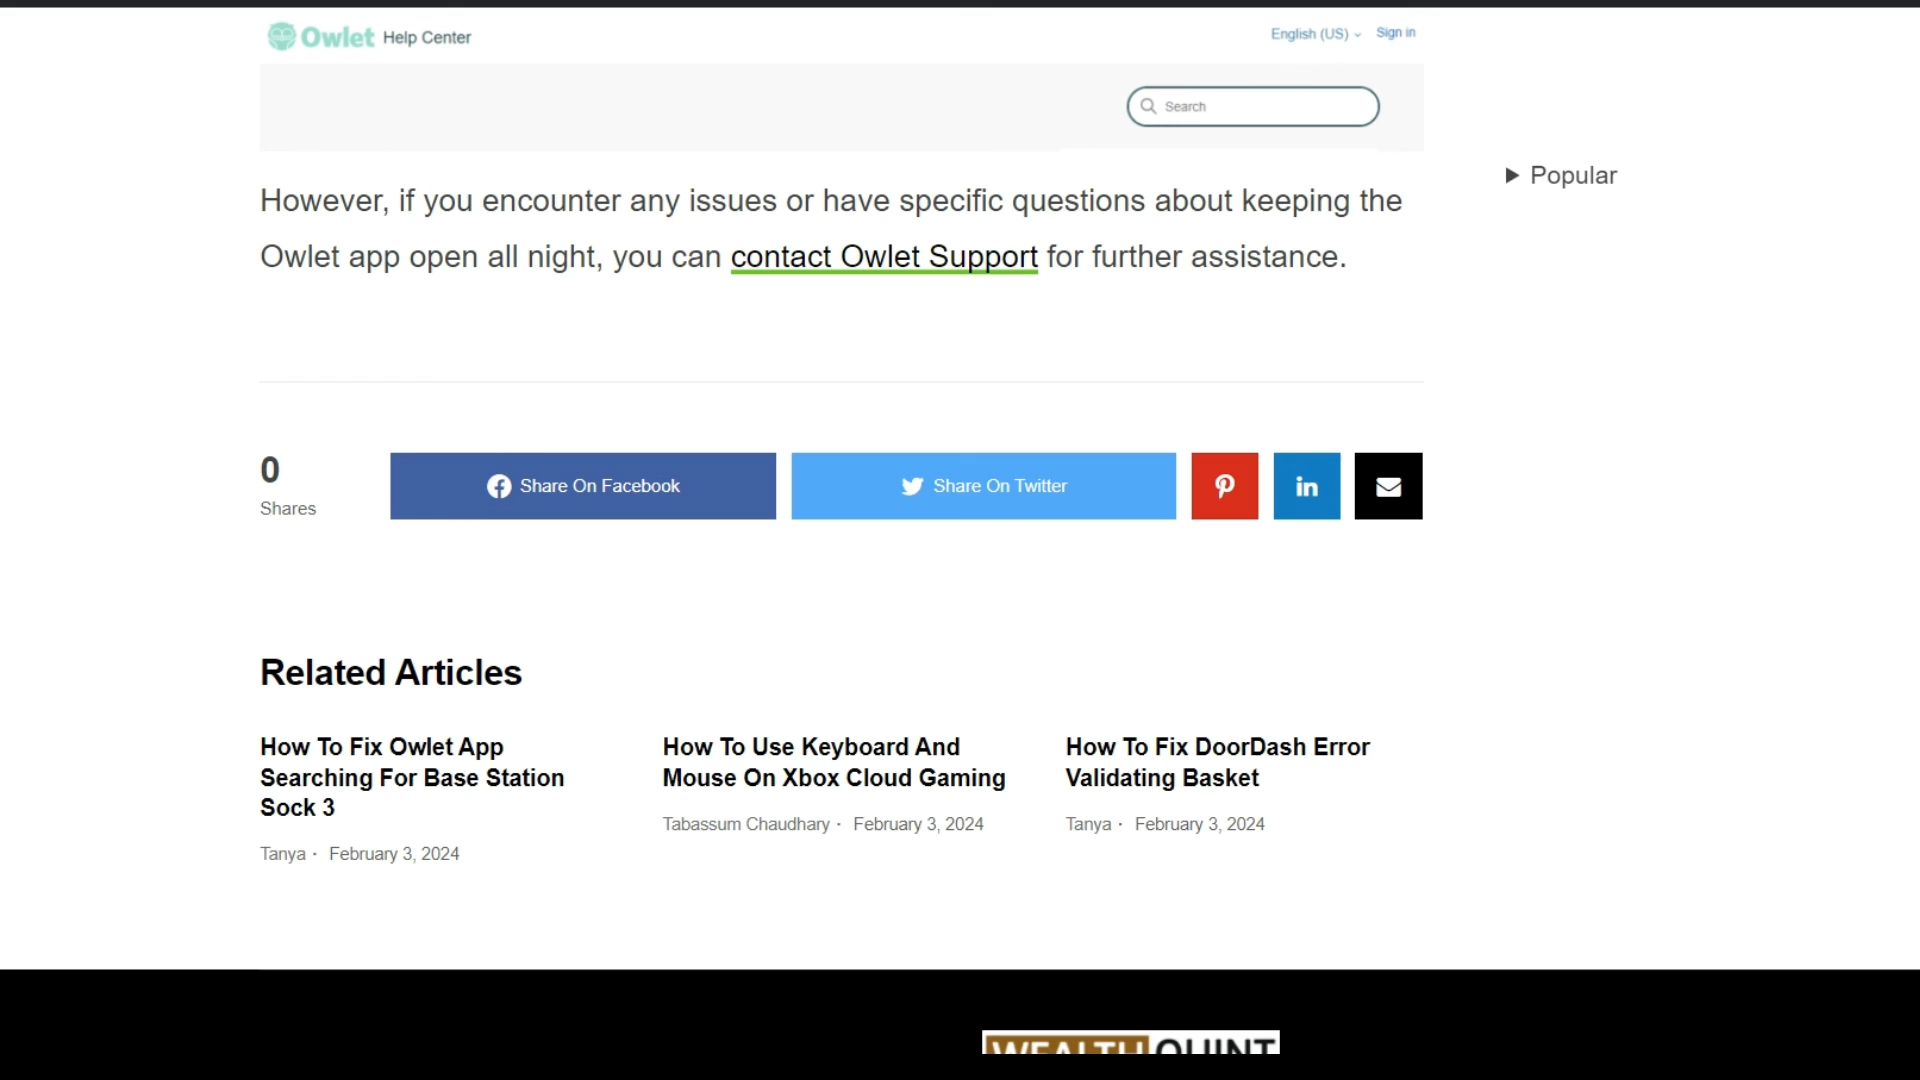 Owlet Help Center
English (US)
Sign in
Search
Popular
However, if you encounter any issues or have specific questions about keeping the
Owlet app open all night, you can contact Owlet Support for further assistance.
0
Shares
Share On Facebook
Share On Twitter
in
Related Articles
How To Fix Owlet App
Searching For Base Station
Sock 3
Tanya · February 3, 2024
How To Use Keyboard And
Mouse On Xbox Cloud Gaming
Tabassum Chaudhary · February 3, 2024
How To Fix DoorDash Error
Validating Basket
Tanya · February 3, 2024
WEALTH QUINT